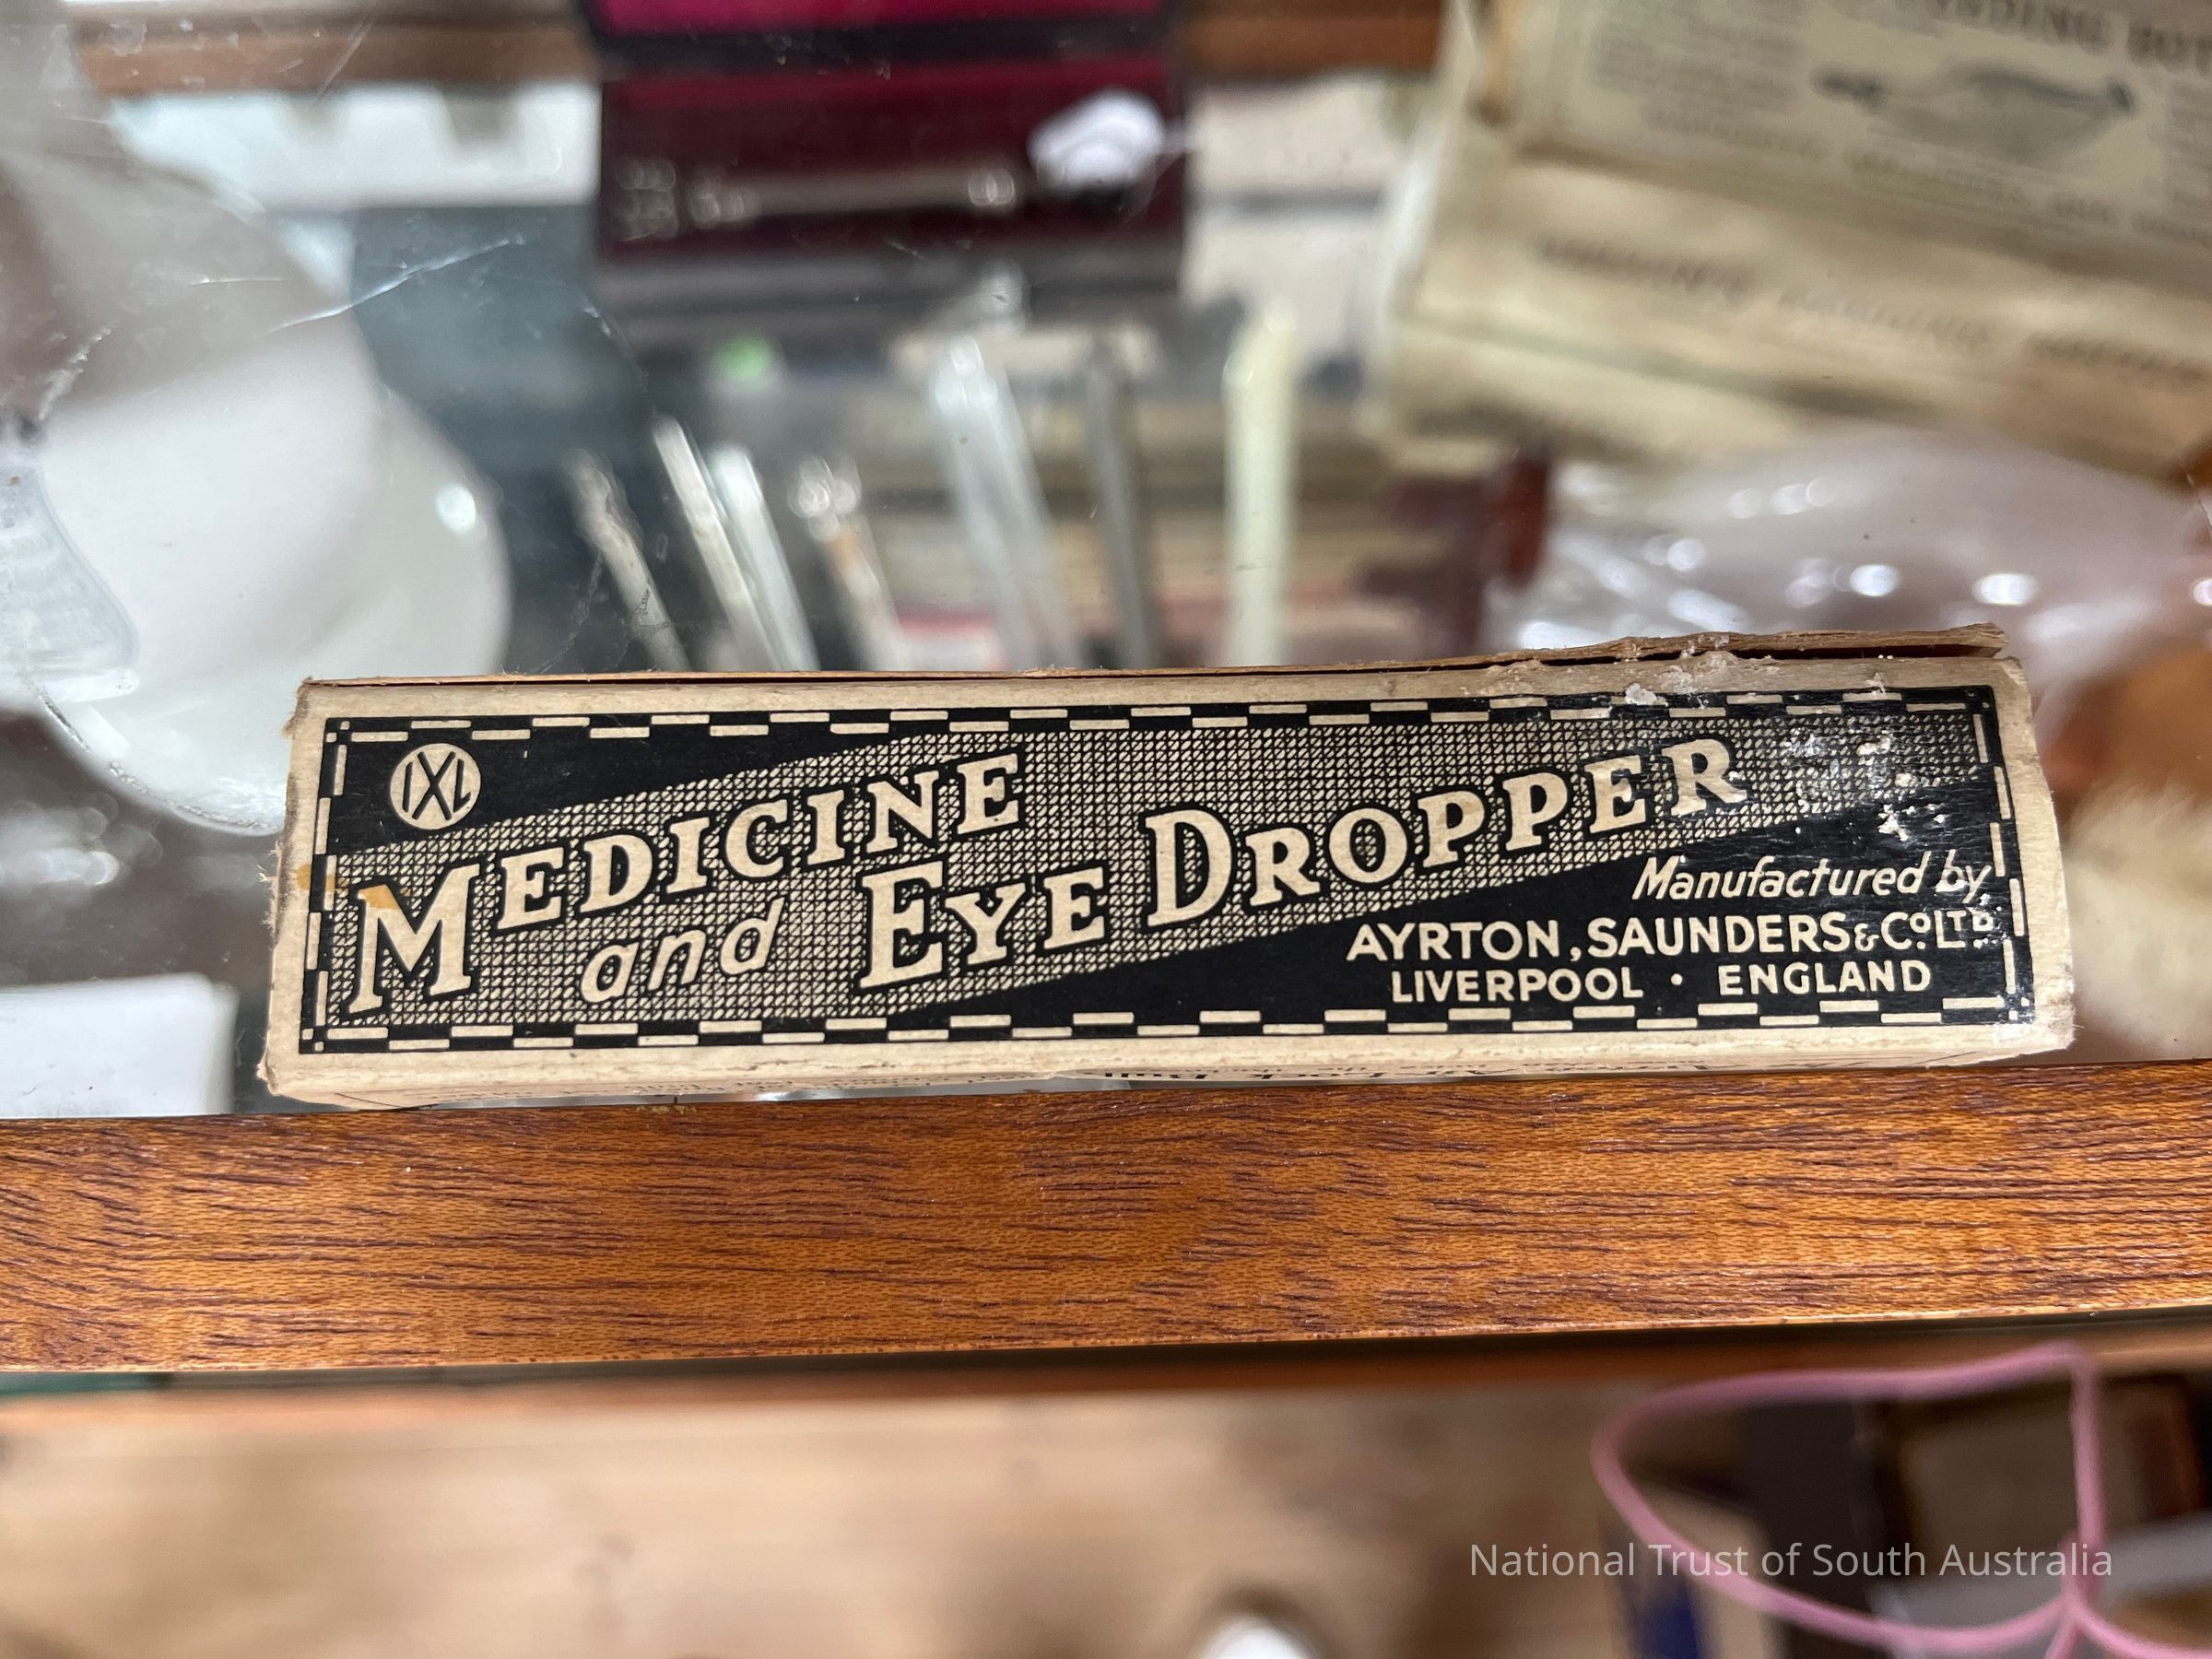 IXL
MEDICINE
and EYE DROPPER
Manufactured by
AYRTON, SAUNDERS & Co. LTD.
LIVERPOOL • ENGLAND
National Trust of South Australia